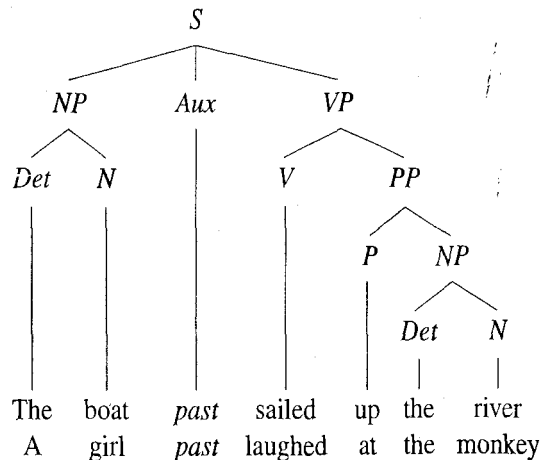 S
NP Aux VP
Det N V PP
P NP
Det N
The boat past sailed up the river
A girl past laughed at the monkey